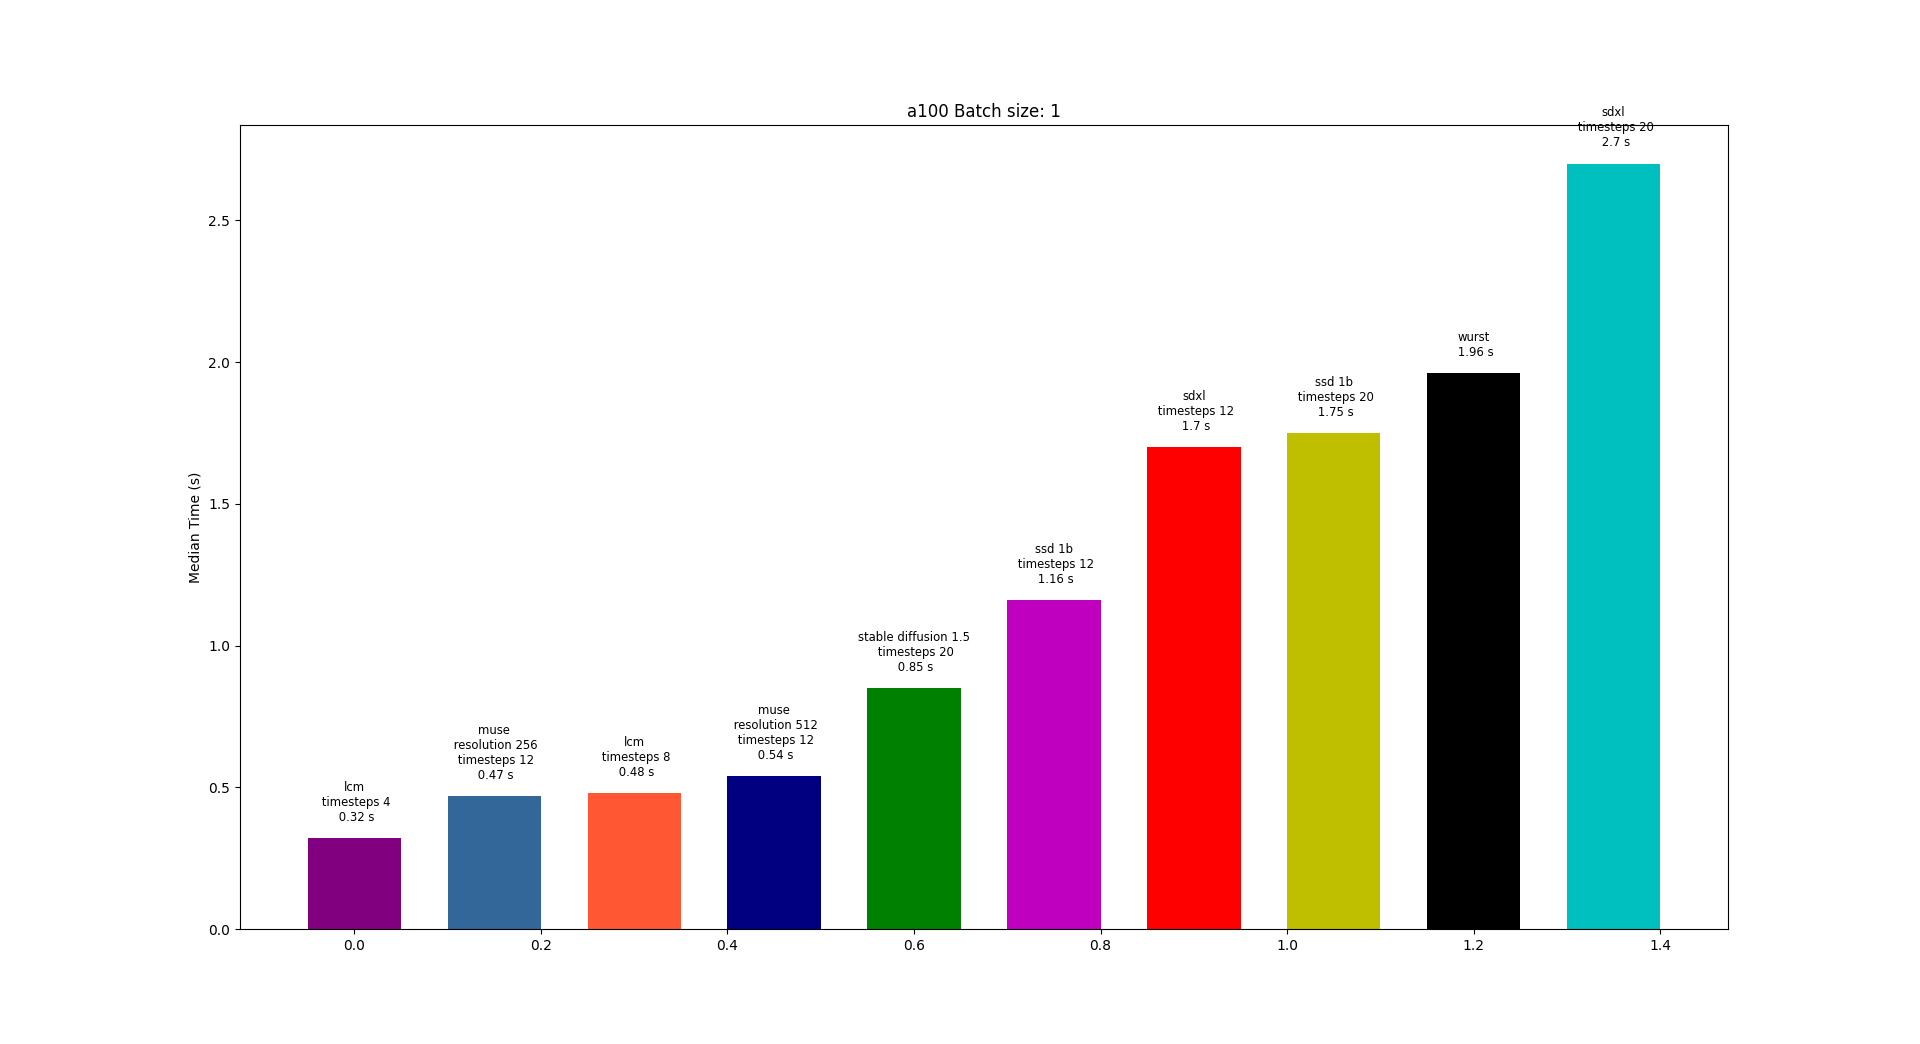 a100 Batch size: 1
sdxl
timesteps 20
2.7 s
wurst
1.96 s
ssd 1b
timesteps 20
1.75 s
sdxl
timesteps 12
1.7 s
ssd 1b
timesteps 12
1.16 s
stable diffusion 1.5
timesteps 20
0.85 s
muse
resolution 512
timesteps 12
0.54 s
lcm
timesteps 8
0.48 s
muse
resolution 256
timesteps 12
0.47 s
lcm
timesteps 4
0.32 s
Median Time (s)
2.5
2.0
1.5
1.0
0.5
0.0
0.0 0.2 0.4 0.6 0.8 1.0 1.2 1.4